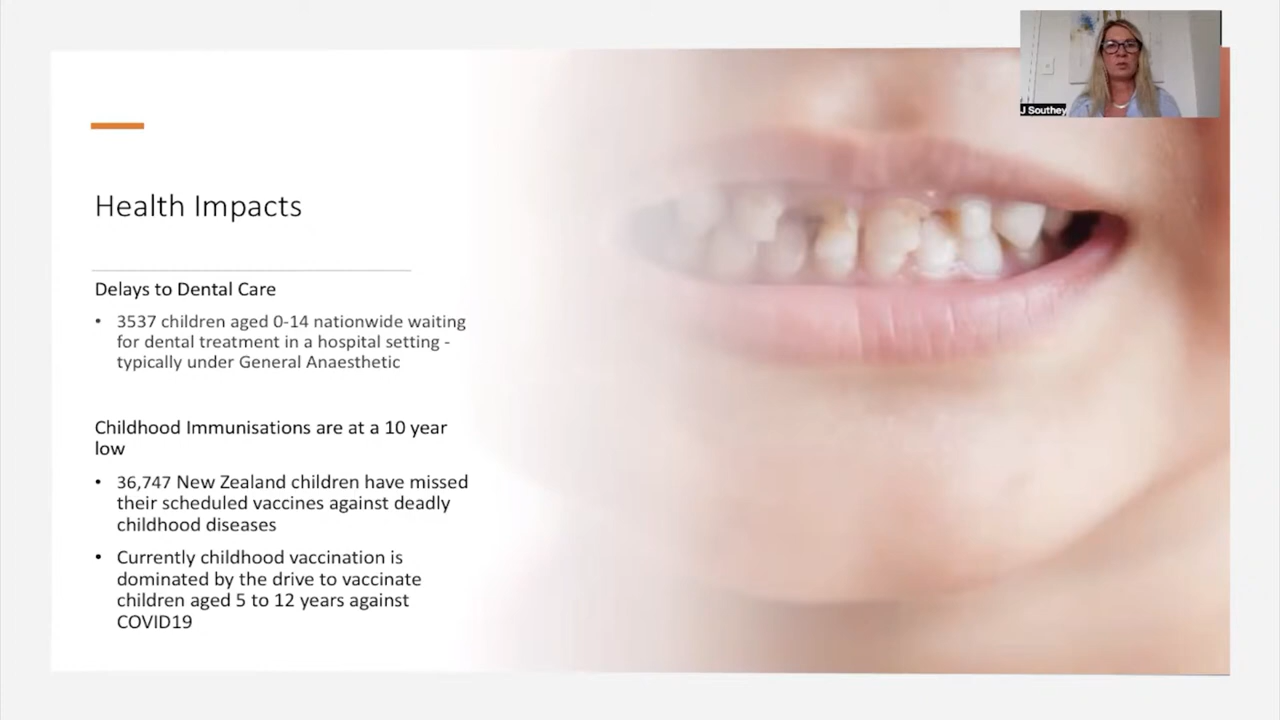 J Southey
Health Impacts
Delays to Dental Care
• 3537 children aged 0-14 nationwide waiting
for dental treatment in a hospital setting -
typically under General Anaesthetic
Childhood Immunisations are at a 10 year
low
• 36,747 New Zealand children have missed
their scheduled vaccines against deadly
childhood diseases
• Currently childhood vaccination is
dominated by the drive to vaccinate
children aged 5 to 12 years against
COVID19